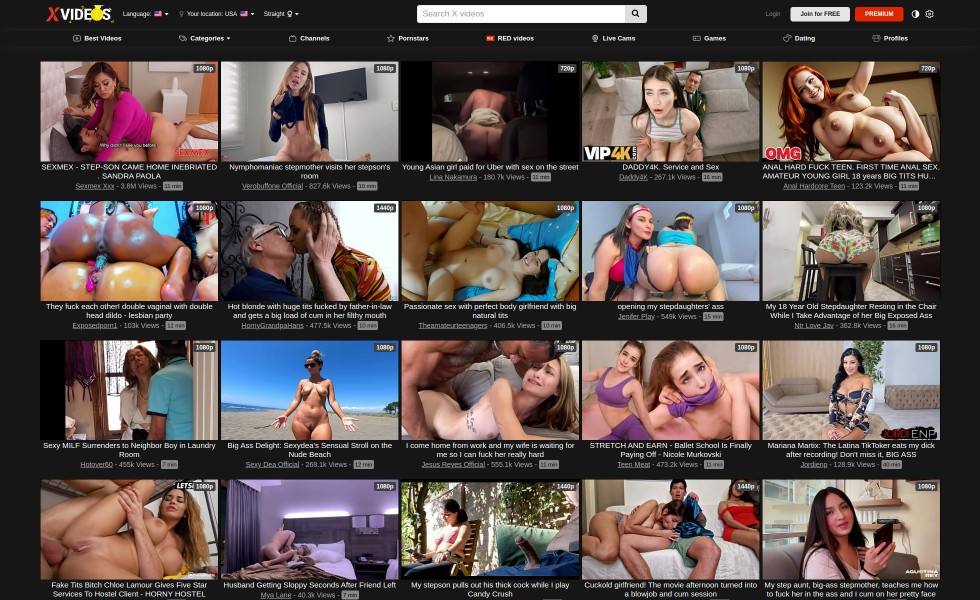 XVIDEOS
Language:
Your location: USA
Straight
Search X videos
Login
Join for FREE
PREMIUM
Best Videos
Categories
Channels
Pornstars
RED videos
Live Cams
Games
Dating
Profiles
1080p
Why didn't I see you before
SEXMEX
SEXMEX - STEP-SON CAME HOME INEBRIATED
. SANDRA PAOLA
Sexmex Xxx - 3.8M Views - 11 min
1080p
Nymphomaniac stepmother visits her stepson's
room
Verobuffone Official - 827.6k Views - 10 min
720p
Young Asian girl paid for Uber with sex on the street
Lina Nakamura - 180.7k Views - 11 min
1080p
VIP4K.com
DADDY4K. Service and Sex
Daddy4K - 267.1k Views - 16 min
720p
OMG
ANAL HARD FUCK TEEN. FIRST TIME ANAL SEX.
AMATEUR YOUNG GIRL 18 years BIG TITS HU...
Anal Hardcore Teen - 123.2k Views - 11 min
1080p
They fuck each other! double vaginal with double
head dildo - lesbian party
Exposedporn1 - 103k Views - 12 min
1440p
Hot blonde with huge tits fucked by father-in-law
and gets a big load of cum in her filthy mouth
HornyGrandpaHans - 477.5k Views - 10 min
1080p
Passionate sex with perfect body girlfriend with big
natural tits
Theamateurteenagers - 406.5k Views - 10 min
1080p
opening my stepdaughters' ass
Jenifer Play - 549k Views - 15 min
1080p
My 18 Year Old Stepdaughter Resting in the Chair
While I Take Advantage of her Big Exposed Ass
Ntr Love Jav - 362.8k Views - 16 min
1080p
Sexy MILF Surrenders to Neighbor Boy in Laundry
Room
Hotover60 - 455k Views - 7 min
1080p
Big Ass Delight: Sexydea's Sensual Stroll on the
Nude Beach
Sexy Dea Official - 268.1k Views - 12 min
1080p
I come home from work and my wife is waiting for
me so I can fuck her really hard
Jesus Reyes Official - 555.1k Views - 11 min
1080p
STRETCH AND EARN - Ballet School Is Finally
Paying Off - Nicole Murkovski
Teen Meat - 473.2k Views - 11 min
1080p
JORDIENP
Mariana Martix: The Latina TikToker eats my dick
after recording! Don't miss it, BIG ASS
Jordienp - 128.9k Views - 40 min
LETSI
1080p
Fake Tits Bitch Chloe Lamour Gives Five Star
Services To Hostel Client - HORNY HOSTEL
1080p
Husband Getting Sloppy Seconds After Friend Left
Mya Lane - 40.3k Views - 7 min
1440p
My stepson pulls out his thick cock while I play
Candy Crush
1440p
Cuckold girlfriend! The movie afternoon turned into
a blowjob and cum session
1080p
AGUSTINA
REY
My step aunt, big-ass stepmother, teaches me how
to fuck her in the ass and I cum on her pretty face